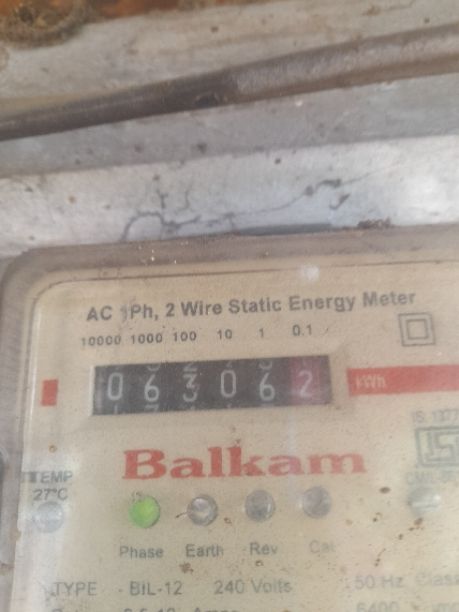 AC 1Ph, 2 Wire Static Energy Meter
10000 1000 100 10 1 0.1
063062 kWh
Balkam
TEMP
27°C
Phase Earth Rev Cal
TYPE - BIL-12 240 Volts 50 Hz